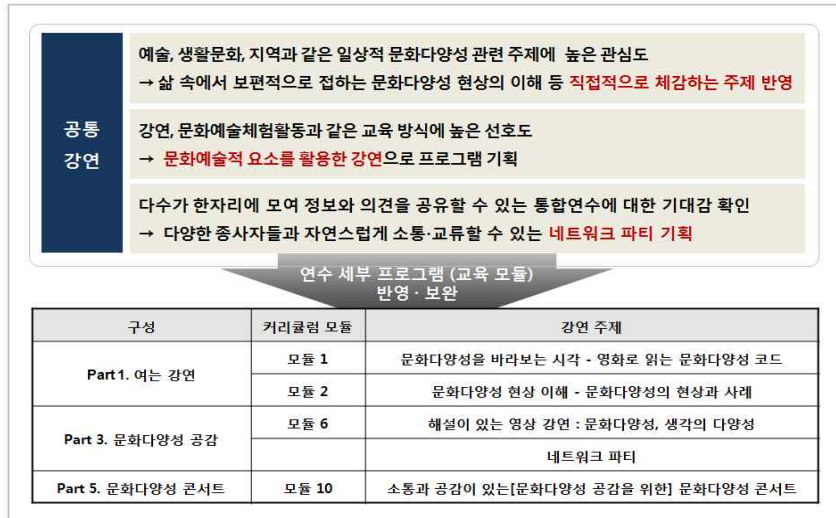 공통
강연
예술, 생활문화, 지역과 같은 일상적 문화다양성 관련 주제에 높은 관심도
→ 삶 속에서 보편적으로 접하는 문화다양성 현상의 이해 등 직접적으로 체감하는 주제 반영
강연, 문화예술체험활동과 같은 교육 방식에 높은 선호도
→ 문화예술적 요소를 활용한 강연으로 프로그램 기획
다수가 한자리에 모여 정보와 의견을 공유할 수 있는 통합연수에 대한 기대감 확인
→ 다양한 종사자들과 자연스럽게 소통·교류할 수 있는 네트워크 파티 기획
연수 세부 프로그램 (교육 모듈)
반영 · 보완
구성 커리큘럼 모듈 강연 주제
Part 1. 여는 강연 모듈 1 문화다양성을 바라보는 시각 - 영화로 읽는 문화다양성 코드
모듈 2 문화다양성 현상 이해 - 문화다양성의 현상과 사례
Part 3. 문화다양성 공감 모듈 6 해설이 있는 영상 강연 : 문화다양성, 생각의 다양성
네트워크 파티
Part 5. 문화다양성 콘서트 모듈 10 소통과 공감이 있는[문화다양성 공감을 위한] 문화다양성 콘서트